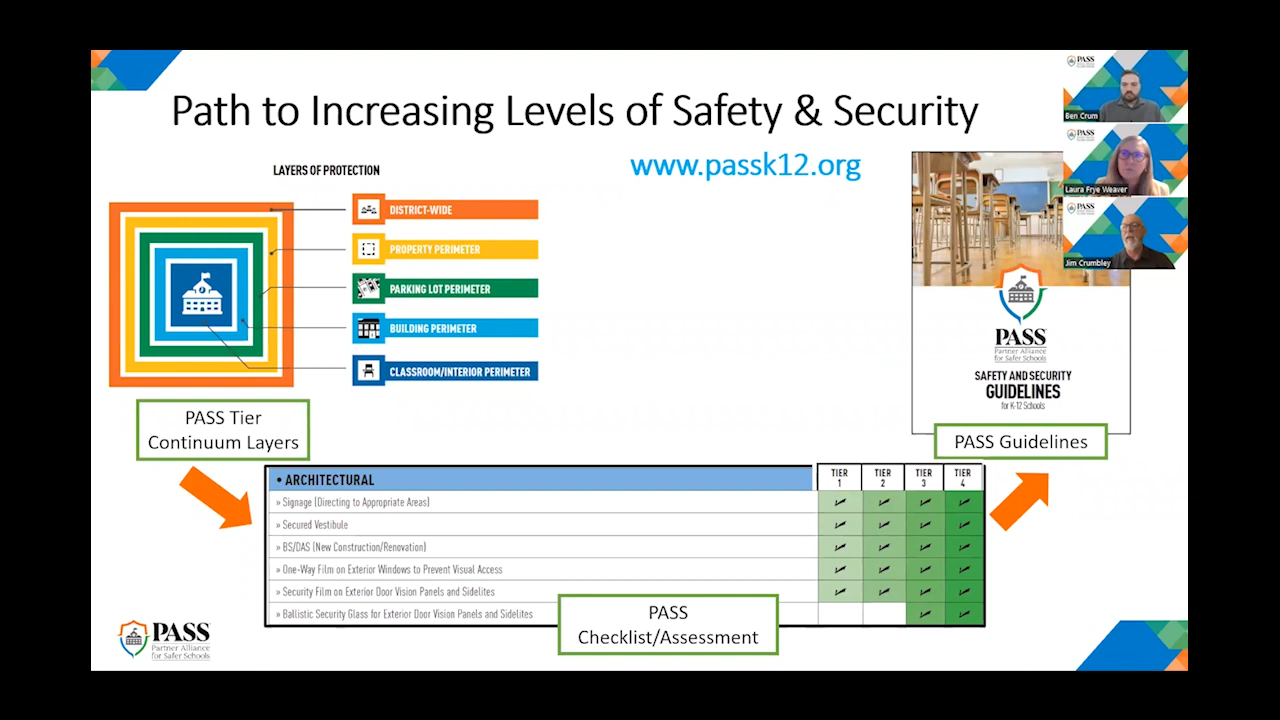 Path to Increasing Levels of Safety & Security
www.passk12.org
LAYERS OF PROTECTION
DISTRICT-WIDE
PROPERTY PERIMETER
PARKING LOT PERIMETER
BUILDING PERIMETER
CLASSROOM/INTERIOR PERIMETER
PASS Tier
Continuum Layers
PASS
Ben Crum
PASS
Laura Frye Weaver
PASS
Jim Crumbley
PASS
Partner Alliance
for Safer Schools
SAFETY AND SECURITY
GUIDELINES
for K-12 Schools
PASS Guidelines
• ARCHITECTURAL
TIER 1
TIER 2
TIER 3
TIER 4
» Signage (Directing to Appropriate Areas)
» Secured Vestibule
» BS/DAS (New Construction/Renovation)
» One-Way Film on Exterior Windows to Prevent Visual Access
» Security Film on Exterior Door Vision Panels and Sidelites
» Ballistic Security Glass for Exterior Door Vision Panels and Sidelites
PASS
Checklist/Assessment
PASS
Partner Alliance
for Safer Schools